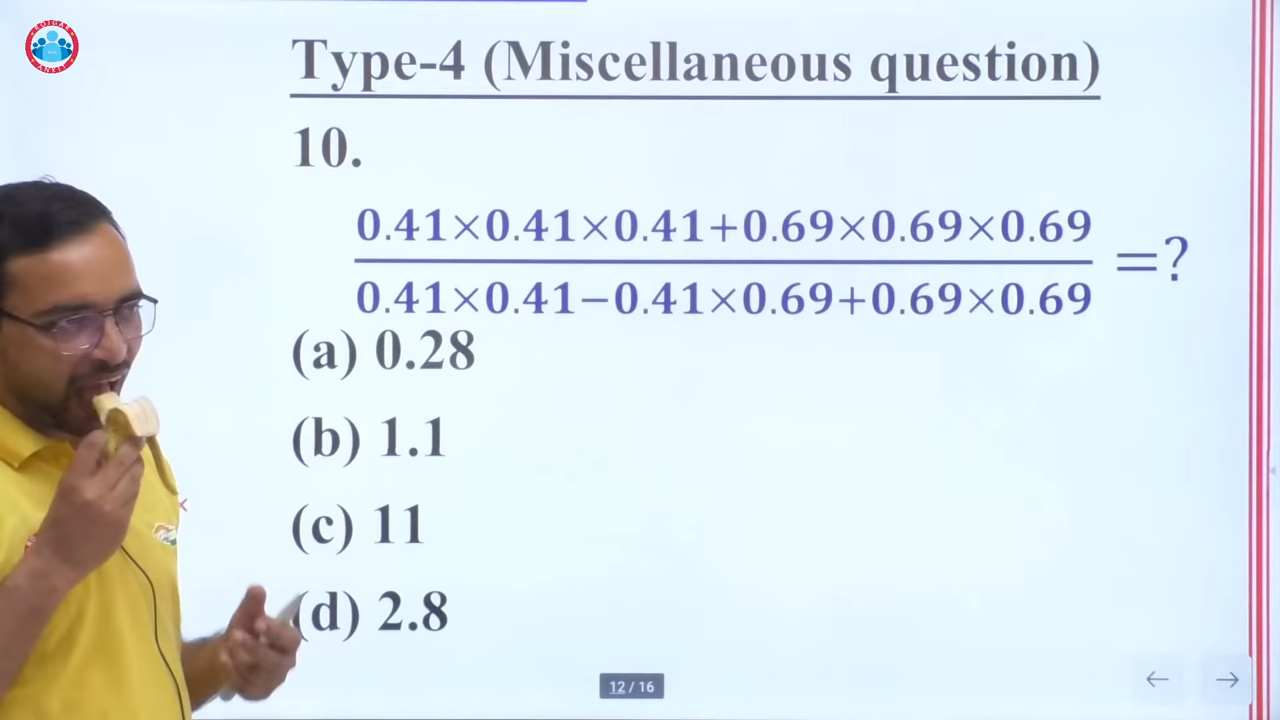 ROJGAR
ANKIT
Type-4 (Miscellaneous question)
10.
0.41×0.41×0.41+0.69×0.69×0.69
0.41×0.41−0.41×0.69+0.69×0.69
=?
(a) 0.28
(b) 1.1
(c) 11
(d) 2.8
12 / 16